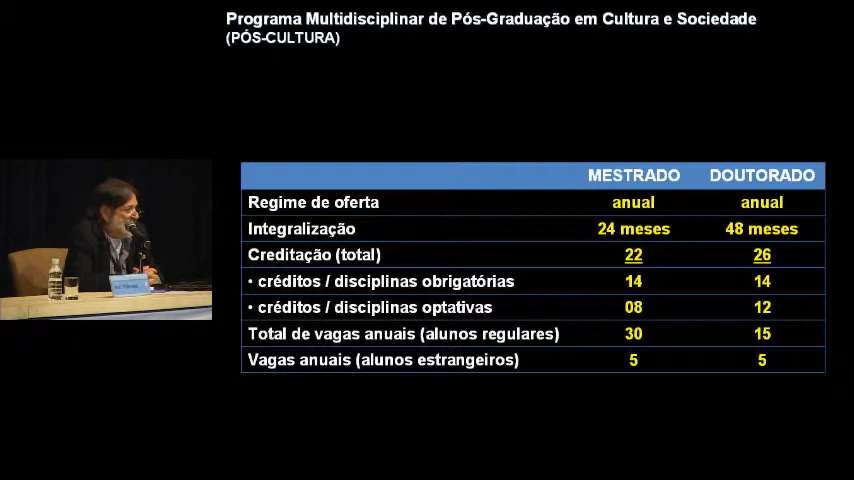 Programa Multidisciplinar de Pós-Graduação em Cultura e Sociedade
(PÓS-CULTURA)
MESTRADO DOUTORADO
Regime de oferta anual anual
Integralização 24 meses 48 meses
Creditação (total) 22 26
• créditos / disciplinas obrigatórias 14 14
• créditos / disciplinas optativas 08 12
Total de vagas anuais (alunos regulares) 30 15
Vagas anuais (alunos estrangeiros) 5 5